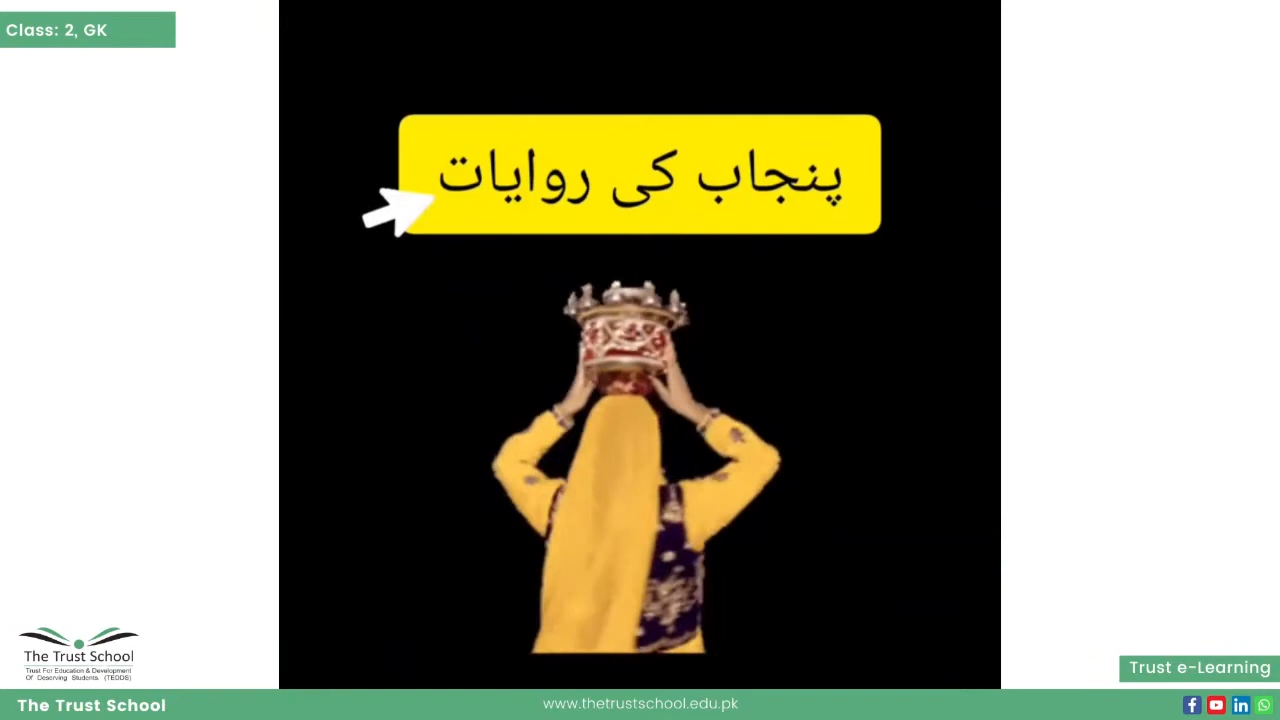 Class: 2, GK
پنجاب کی روایات
The Trust School
Trust For Education & Development
Of Deserving Students (TEDDS)
Trust e-Learning
The Trust School
www.thetrustschool.edu.pk